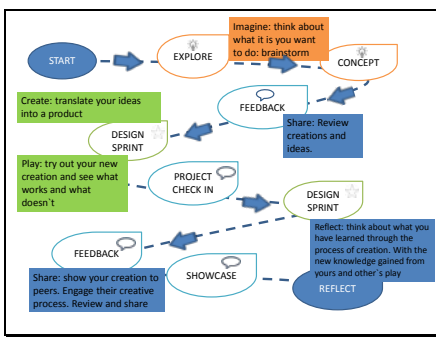 Imagine: think about
what it is you want
to do: brainstorm
START
EXPLORE
CONCEPT
Create: translate your ideas
into a product
FEEDBACK
Share: Review
creations and
ideas.
DESIGN
SPRINT
Play: try out your new
creation and see what
works and what
doesn`t
PROJECT
CHECK IN
DESIGN
SPRINT
Reflect: think about what you
have learned through the
process of creation. With the
new knowledge gained from
yours and other`s play
FEEDBACK
Share: show your creation to
peers. Engage their creative
process. Review and share
SHOWCASE
REFLECT